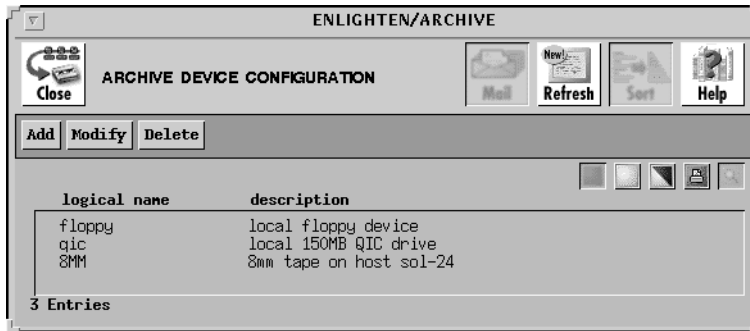 ENLIGHTEN/ARCHIVE
Close
ARCHIVE DEVICE CONFIGURATION
Mail
New!
Refresh
Sort
Help
Add Modify Delete
logical name description
floppy local floppy device
qic local 150MB QIC drive
8MM 8mm tape on host sol-24
3 Entries